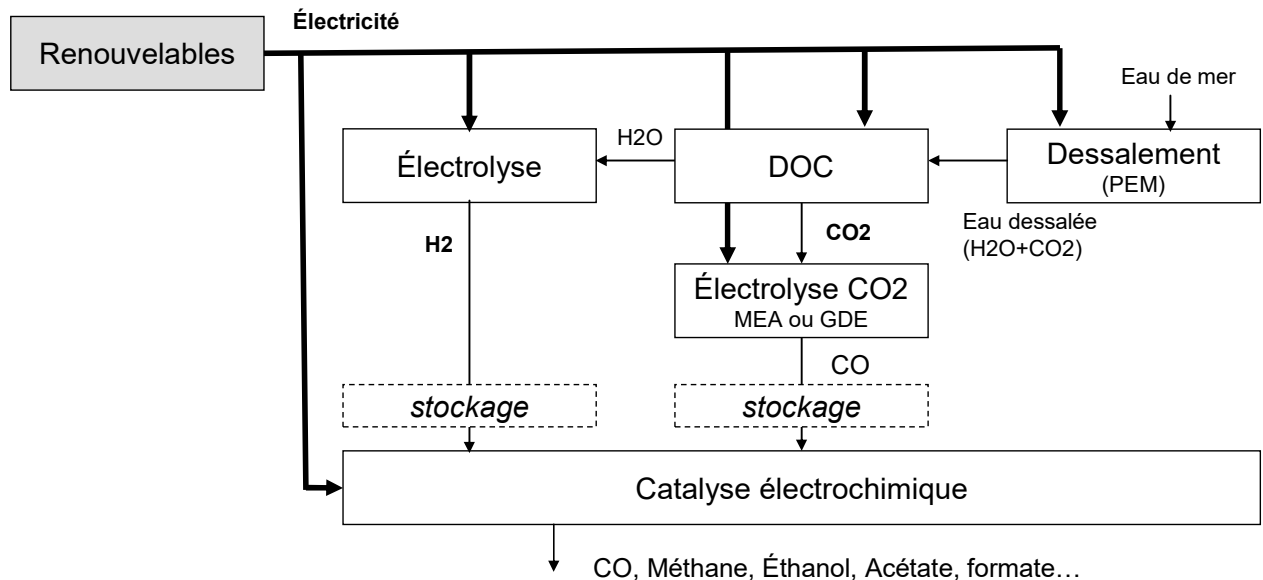 Électricité
Renouvelables
Eau de mer
Électrolyse
H2O
DOC
Dessalement
(PEM)
H2
CO2
Eau dessalée
(H2O+CO2)
Électrolyse CO2
MEA ou GDE
CO
stockage
stockage
Catalyse électrochimique
CO, Méthane, Éthanol, Acétate, formate…